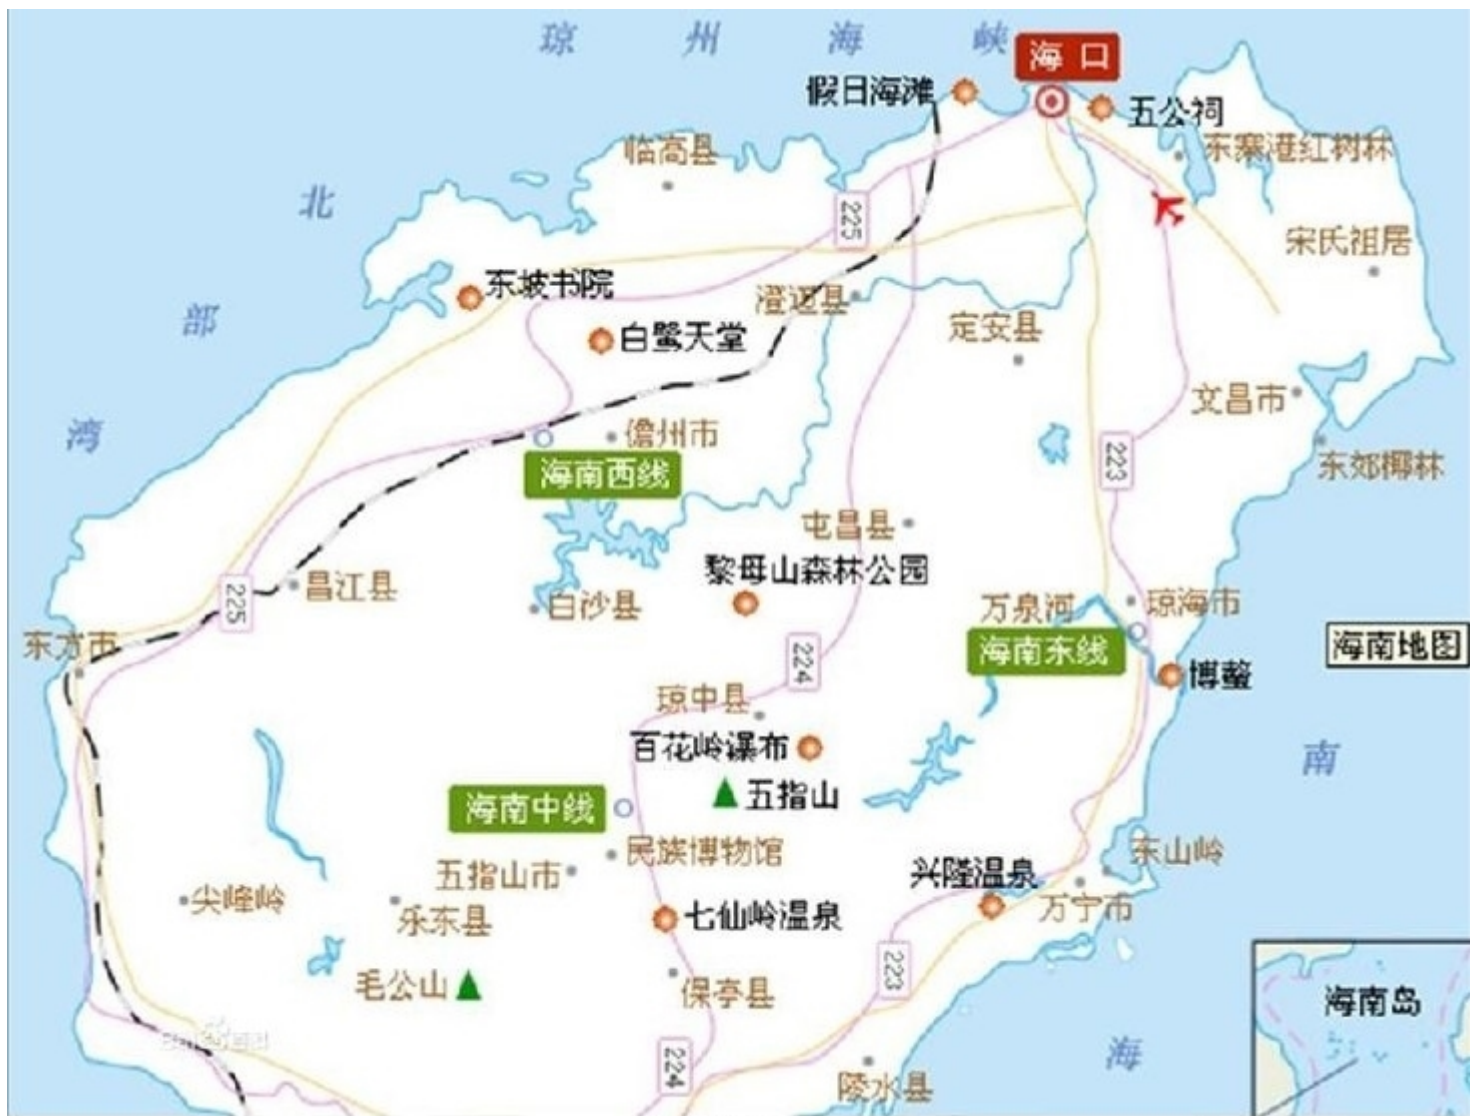 琼州海峡
海口
假日海滩
五公祠
临高县
东寨港红树林
北
225
宋氏祖居
东坡书院
澄迈县
部
定安县
白鹭天堂
文昌市
湾
儋州市
223
东郊椰林
海南西线
屯昌县
黎母山森林公园
昌江县
225
白沙县
万泉河
琼海市
东方市
海南东线
海南地图
224
博鳌
琼中县
百花岭瀑布
南
五指山
海南中线
民族博物馆
东山岭
五指山市
兴隆温泉
尖峰岭
乐东县
七仙岭温泉
万宁市
223
毛公山
保亭县
海南岛
海
224
陵水县